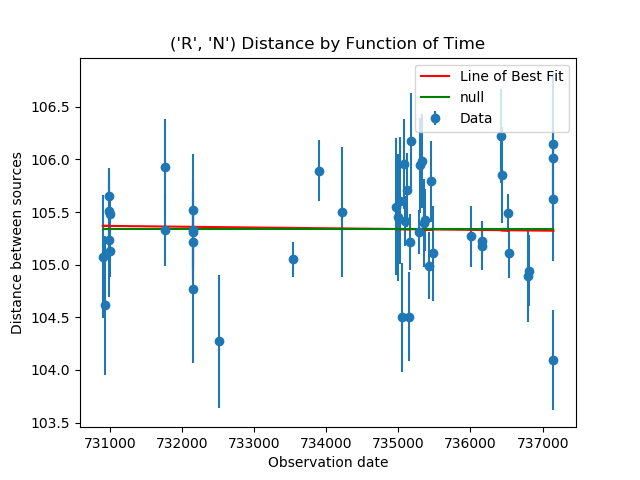 ('R', 'N') Distance by Function of Time
Line of Best Fit
null
Data
Distance between sources
106.5
106.0
105.5
105.0
104.5
104.0
103.5
731000 732000 733000 734000 735000 736000 737000
Observation date